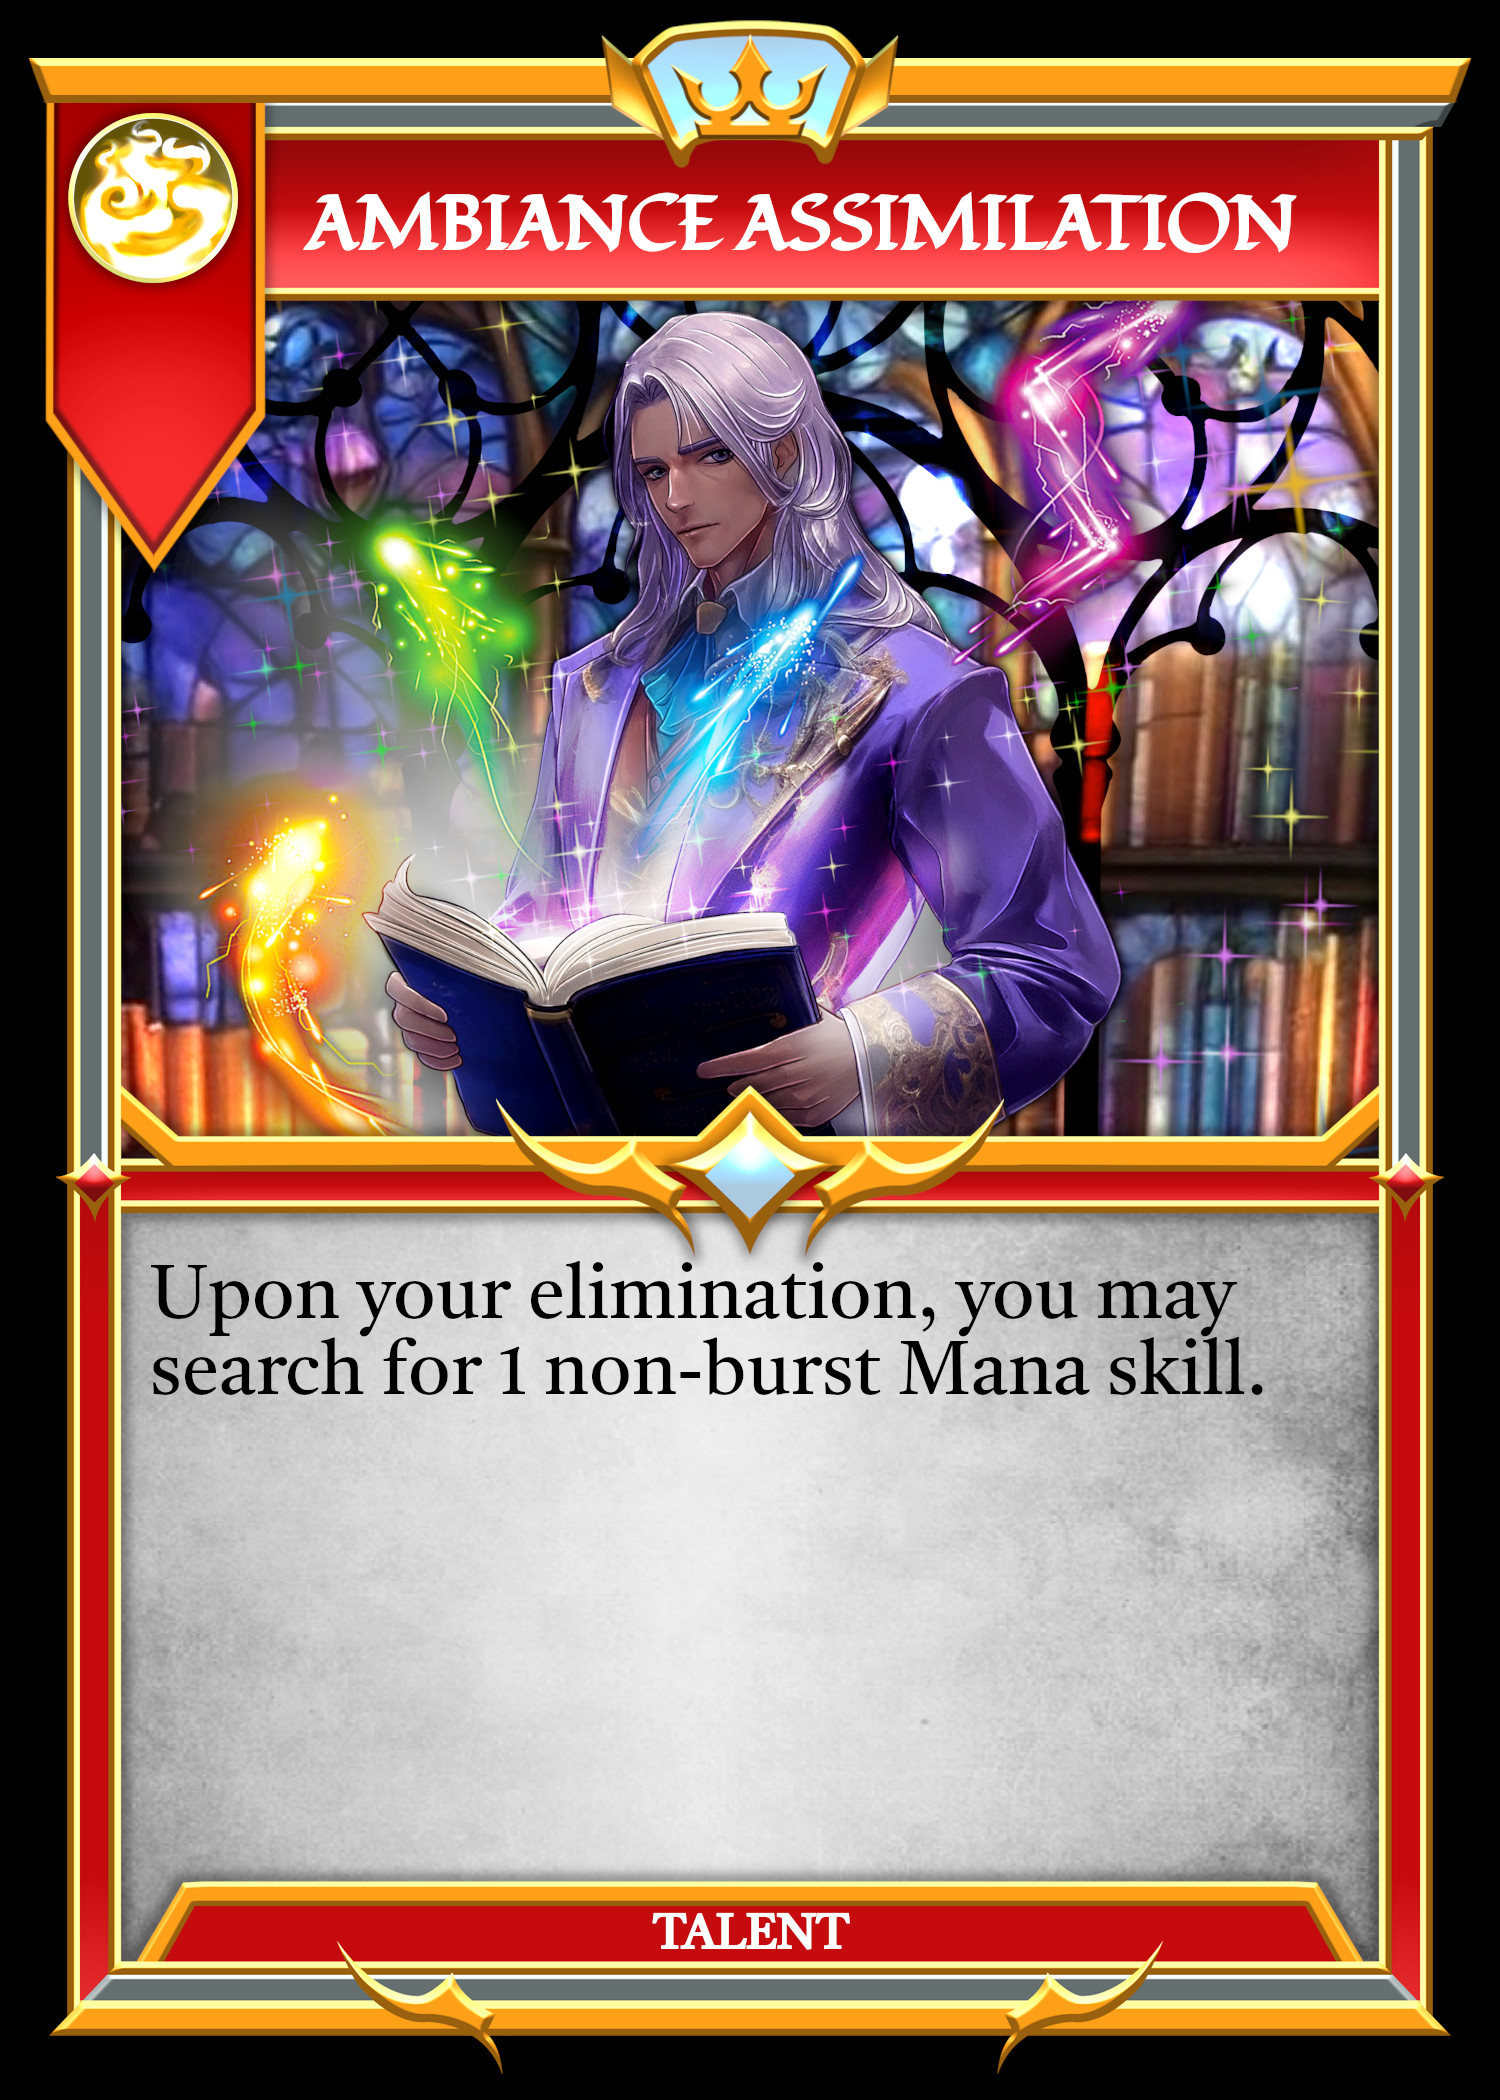 AMBIANCE ASSIMILATION
Upon your elimination, you may
search for 1 non-burst Mana skill.
TALENT